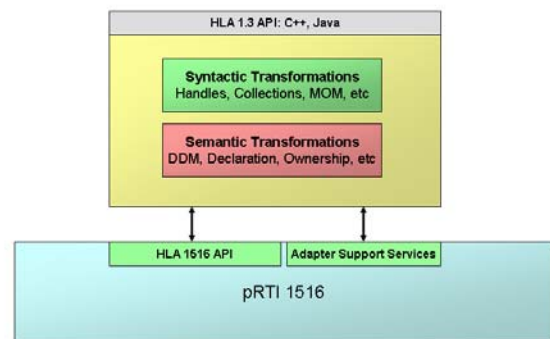 HLA 1.3 API: C++, Java
Syntactic Transformations
Handles, Collections, MOM, etc
Semantic Transformations
DDM, Declaration, Ownership, etc
HLA 1516 API
Adapter Support Services
pRTI 1516